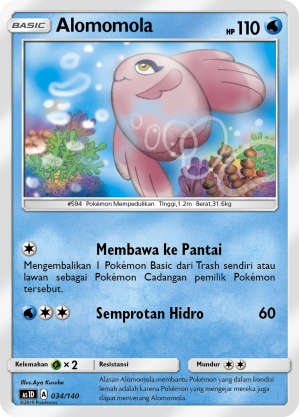 BASIC Alomomola HP 110
#594 Pokémon Mempedulikan Tinggi,1.2m Berat,31.6kg
Membawa ke Pantai
Mengembalikan 1 Pokémon Basic dari Trash sendiri atau
lawan sebagai Pokémon Cadangan pemilik Pokémon
tersebut.
Semprotan Hidro 60
Kelemahan × 2 Resistansi Mundur
Illus.Aya Kusube
AS1D A 034/140
©2019 Pokémon
Alasan Alomomola membantu Pokémon yang dalam kondisi
lemah adalah karena Pokémon yang mengejar mereka juga
dapat menyerang Alomomola.